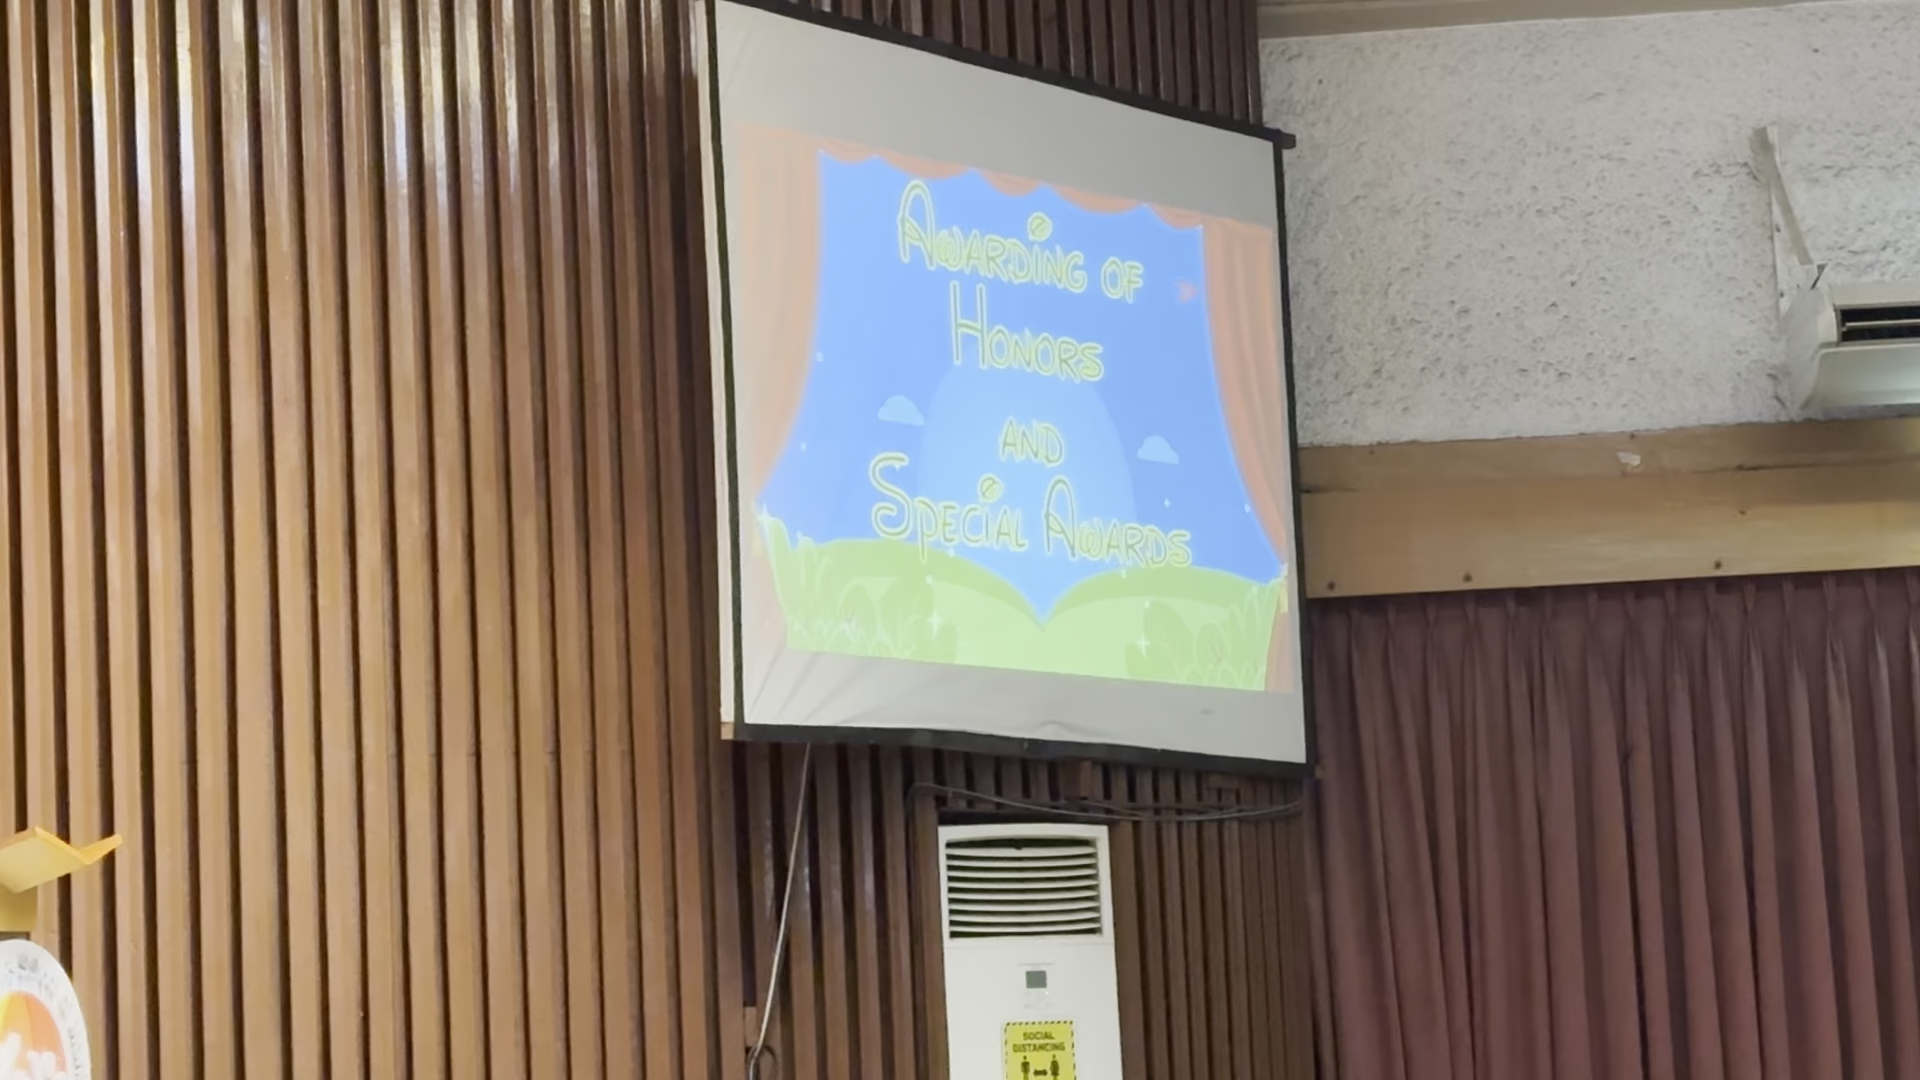 AWARDING OF
HONORS
AND
SPECIAL AWARDS
SOCIAL
DISTANCING